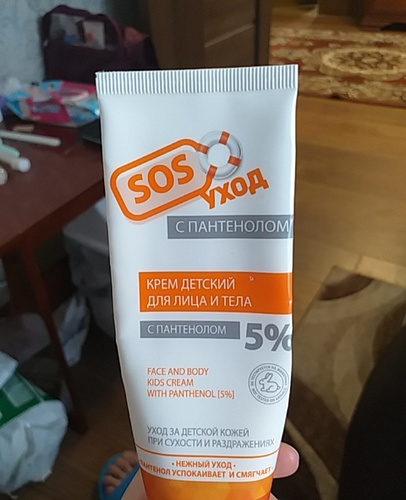 SOS
УХОД
С ПАНТЕНОЛОМ
КРЕМ ДЕТСКИЙ
ДЛЯ ЛИЦА И ТЕЛА
С ПАНТЕНОЛОМ 5%
FACE AND BODY
KIDS CREAM
WITH PANTHENOL [5%]
УХОД ЗА ДЕТСКОЙ КОЖЕЙ
ПРИ СУХОСТИ И РАЗДРАЖЕНИЯХ
• НЕЖНЫЙ УХОД •
ПАНТЕНОЛ УСПОКАИВАЕТ И СМЯГЧАЕТ